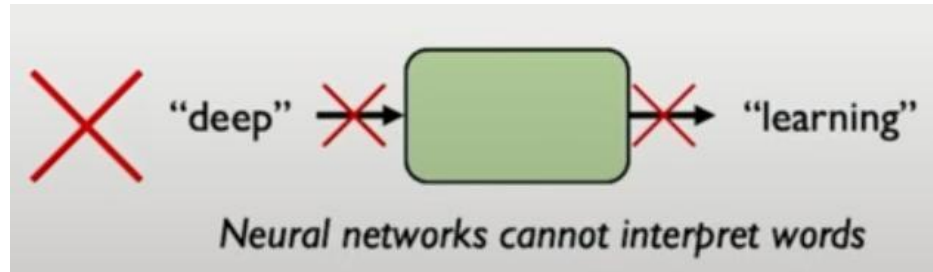 “deep” “learning”
Neural networks cannot interpret words